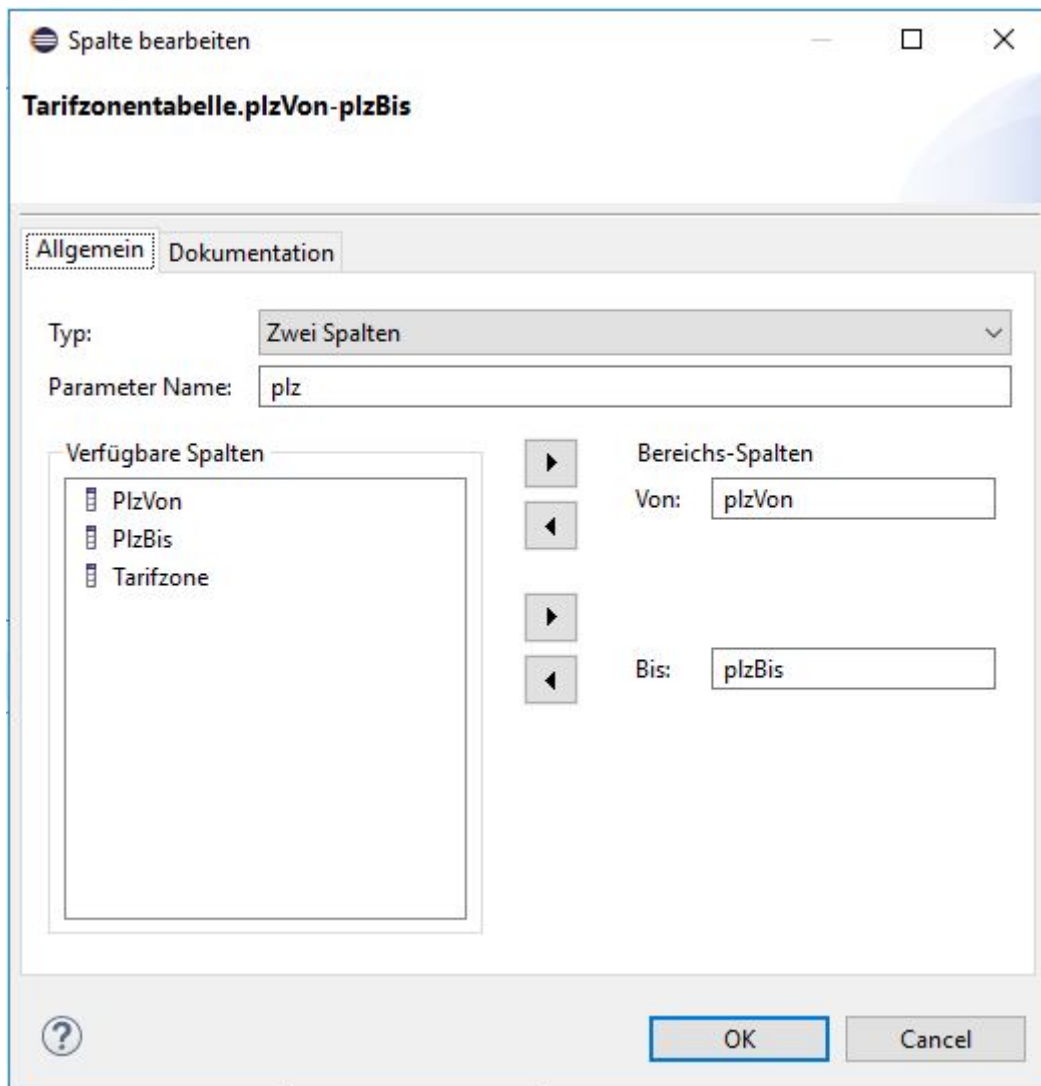 Spalte bearbeiten
Tarifzonentabelle.plzVon-plzBis
Allgemein
Dokumentation
Typ:
Zwei Spalten
Parameter Name:
plz
Verfügbare Spalten
PlzVon
PlzBis
Tarifzone
Bereichs-Spalten
Von:
plzVon
Bis:
plzBis
?
OK
Cancel